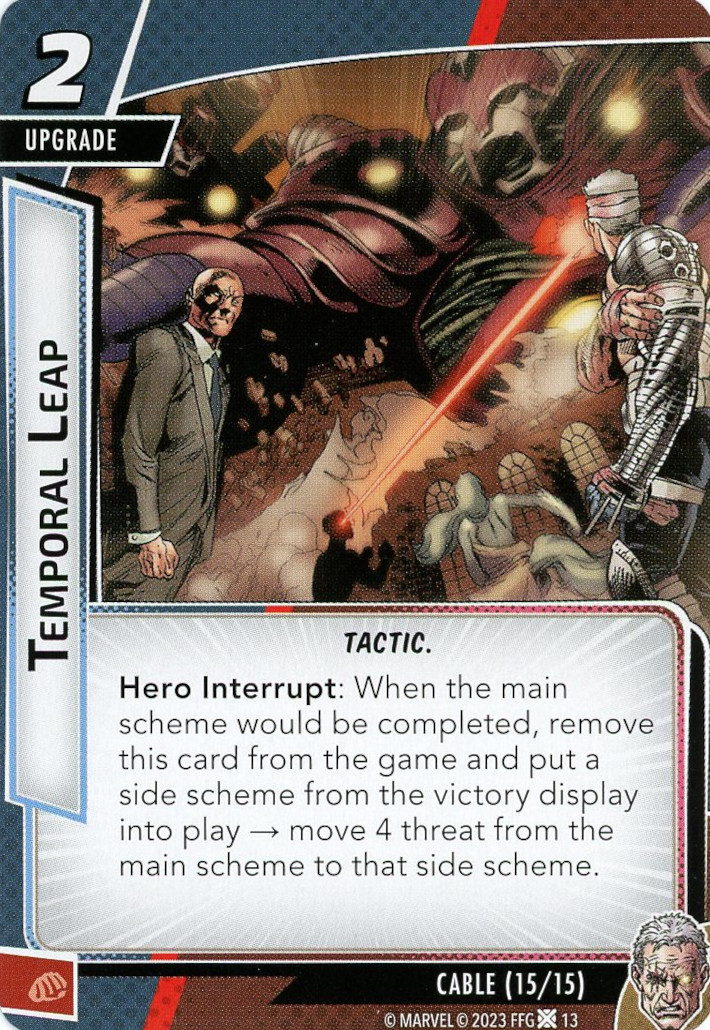 2
UPGRADE
TEMPORAL LEAP
TACTIC.
Hero Interrupt: When the main
scheme would be completed, remove
this card from the game and put a
side scheme from the victory display
into play → move 4 threat from the
main scheme to that side scheme.
CABLE (15/15)
© MARVEL © 2023 FFG 13